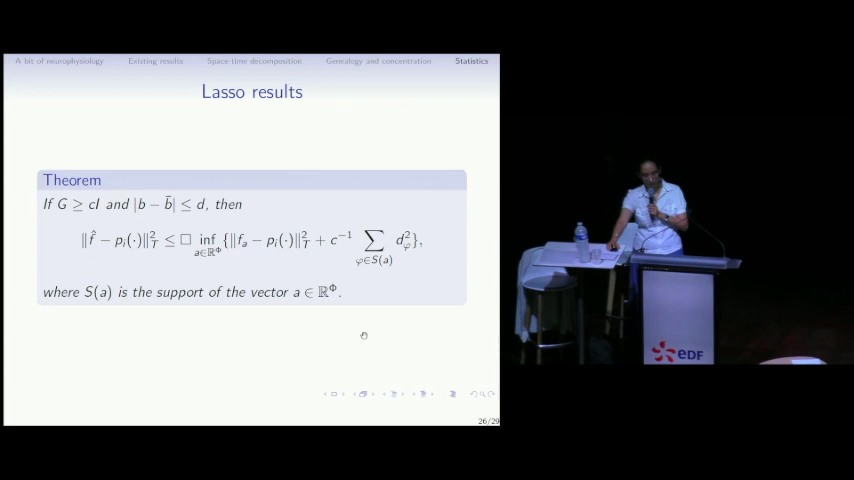 A bit of neurophysiology Existing results Space-time decomposition Genealogy and concentration Statistics
Lasso results
Theorem
If G ≥ cI and |b − b̄| ≤ d, then
‖f̂ − pᵢ(·)‖²_T ≤ □ inf_{a∈ℝ^Φ} {‖f_a − pᵢ(·)‖²_T + c⁻¹ ∑_{φ∈S(a)} d²_φ},
where S(a) is the support of the vector a ∈ ℝ^Φ.
26/29
eDF